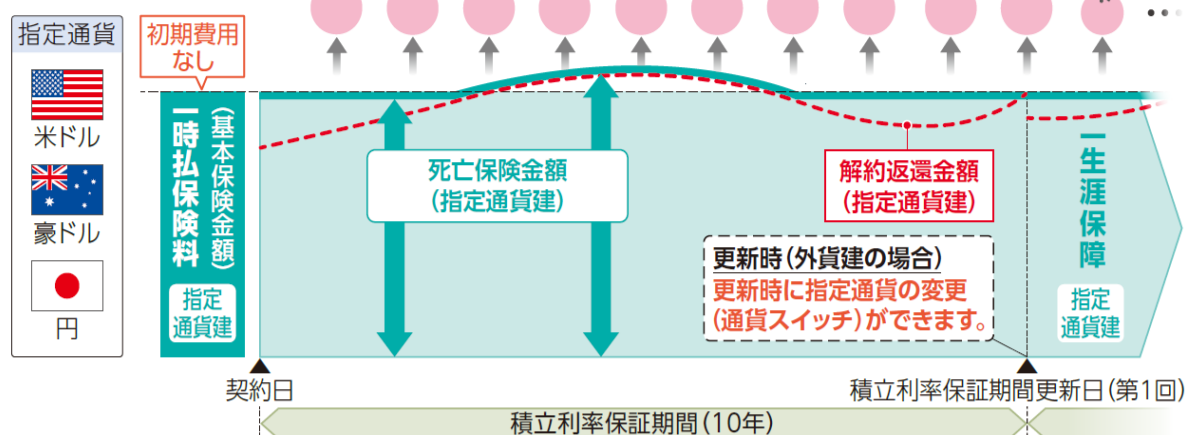 指定通貨
米ドル
豪ドル
円
初期費用
なし
一時払保険料
（基本保険金額）
指定
通貨建
死亡保険金額
（指定通貨建）
解約返還金額
（指定通貨建）
更新時（外貨建の場合）
更新時に指定通貨の変更
（通貨スイッチ）ができます。
一生涯保障
指定
通貨建
契約日
積立利率保証期間更新日（第1回）
積立利率保証期間（10年）